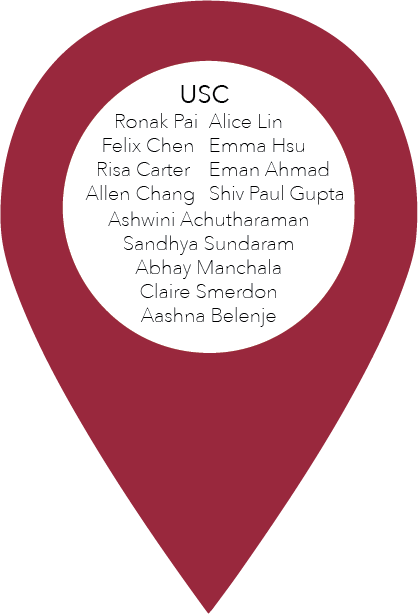 USC
Ronak Pai Alice Lin
Felix Chen Emma Hsu
Risa Carter Eman Ahmad
Allen Chang Shiv Paul Gupta
Ashwini Achutharaman
Sandhya Sundaram
Abhay Manchala
Claire Smerdon
Aashna Belenje